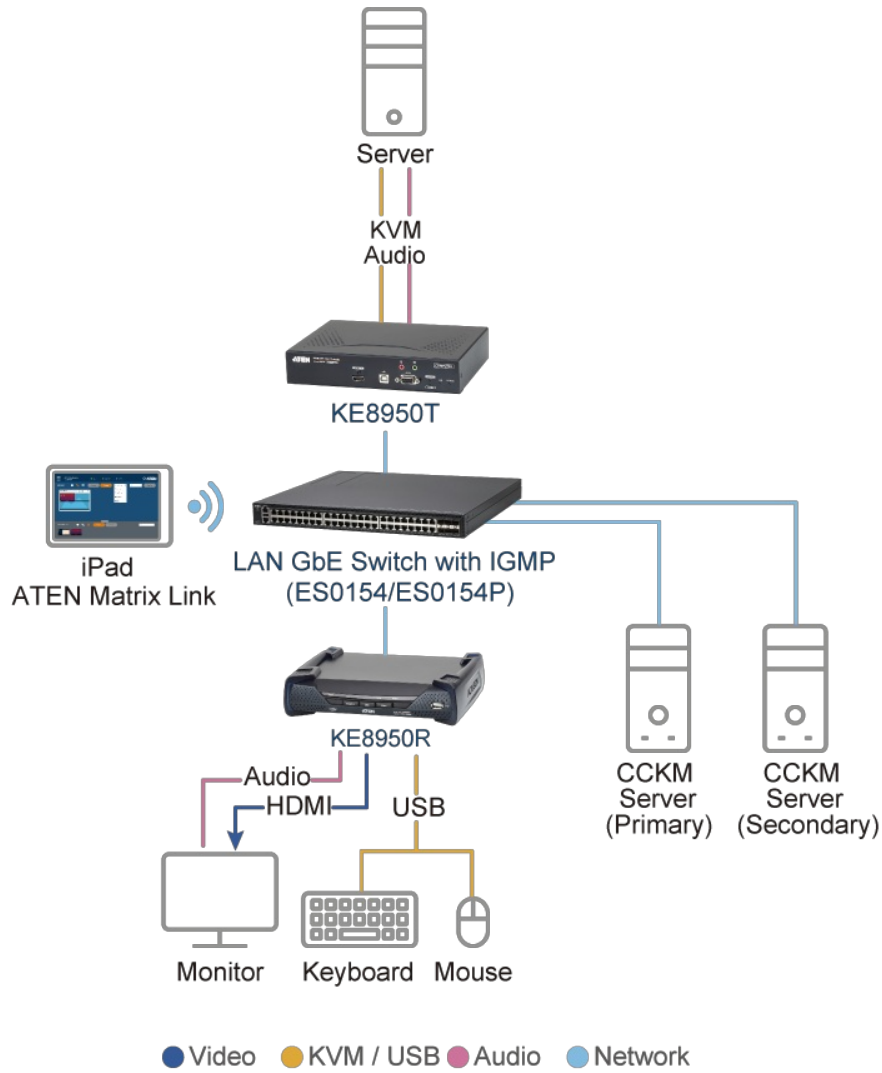 Server
KVM
Audio
ATEN
KE8950T
iPad
ATEN Matrix Link
LAN GbE Switch with IGMP
(ES0154/ES0154P)
KE8950R
Audio
HDMI
USB
CCKM
Server
(Primary)
CCKM
Server
(Secondary)
Monitor
Keyboard
Mouse
Video
KVM / USB
Audio
Network